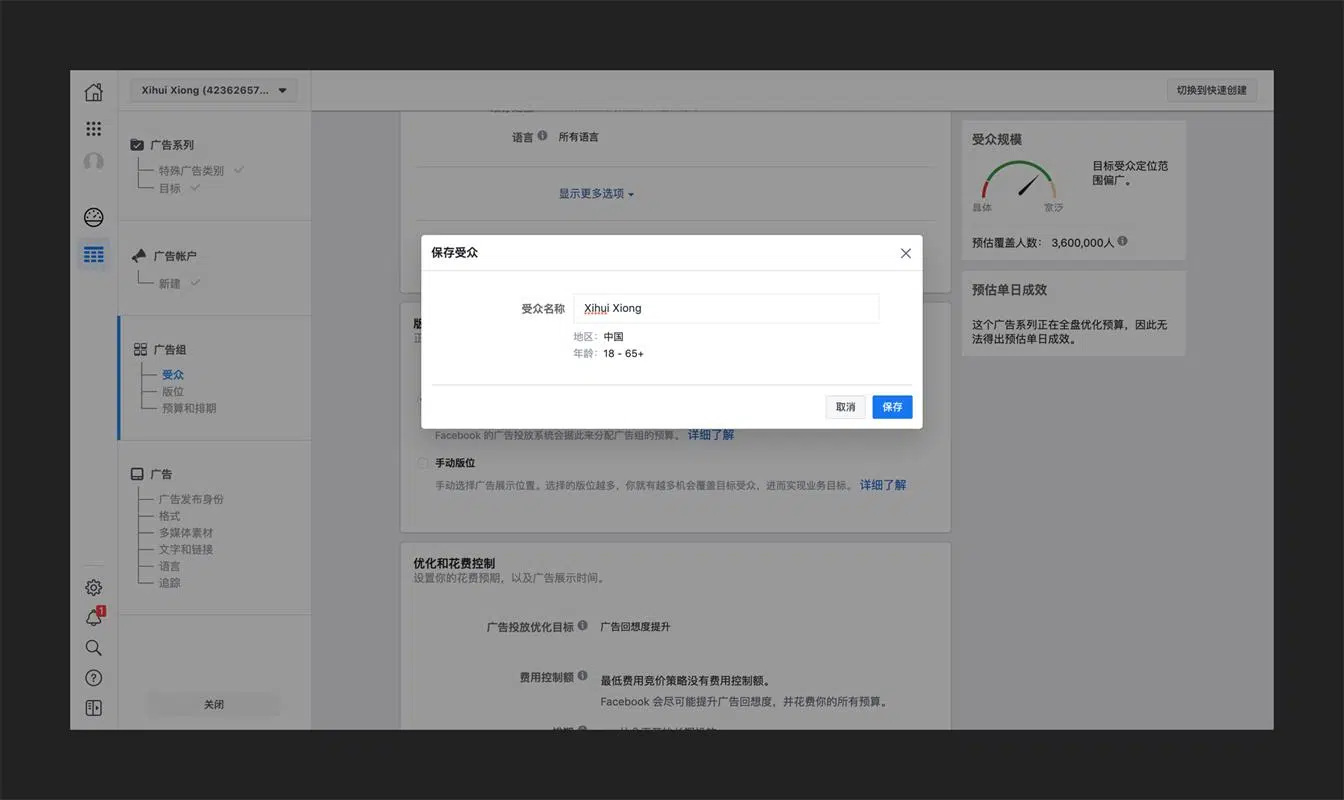 Xihui Xiong (42362657...
切换到快速创建
广告系列
特殊广告类别
目标
广告帐户
新建
广告组
受众
版位
预算和排期
广告
广告发布身份
格式
多媒体素材
文字和链接
语言
追踪
1
关闭
语言 所有语言
显示更多选项
保存受众
受众名称 Xihui Xiong
地区：中国
年龄：18 - 65+
取消 保存
Facebook 的广告投放系统会据此来分配广告组的预算。 详细了解
手动版位
手动选择广告展示位置。选择的版位越多，你就有越多机会覆盖目标受众，进而实现业务目标。 详细了解
优化和花费控制
设置你的花费预期，以及广告展示时间。
广告投放优化目标 广告回想度提升
费用控制额 最低费用竞价策略没有费用控制额。
Facebook 会尽可能提升广告回想度，并花费你的所有预算。
受众规模
目标受众定位范
围偏广。
具体 宽泛
预估覆盖人数： 3,600,000人
预估单日成效
这个广告系列正在全盘优化预算，因此无
法得出预估单日成效。